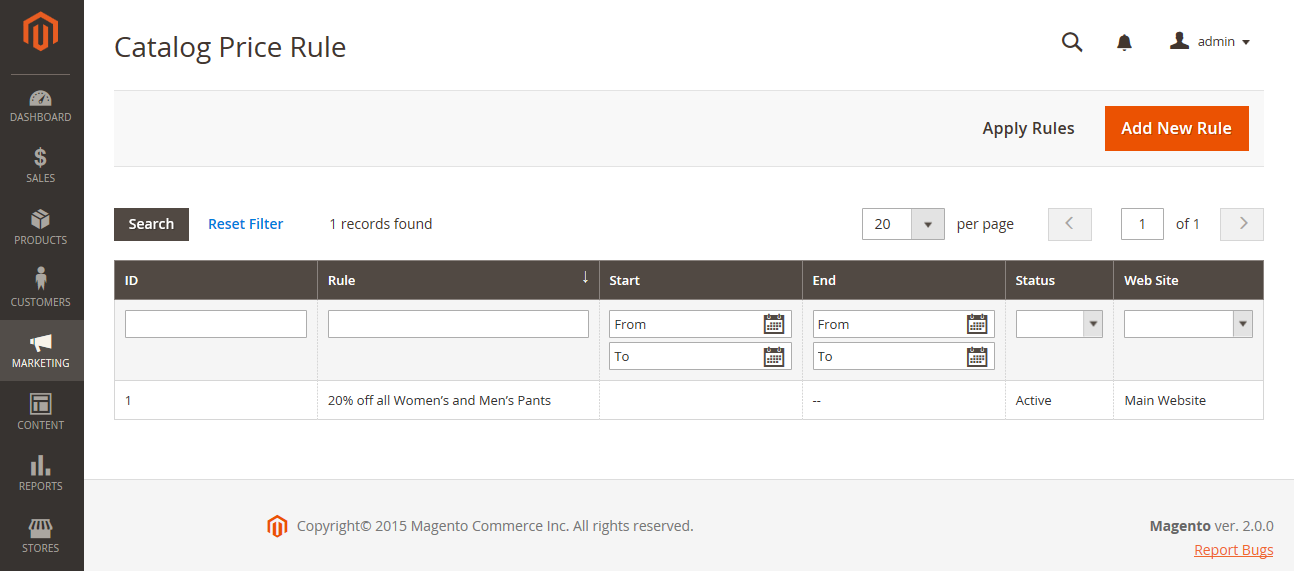 Catalog Price Rule
admin
DASHBOARD
SALES
PRODUCTS
CUSTOMERS
MARKETING
CONTENT
REPORTS
STORES
Apply Rules Add New Rule
Search Reset Filter 1 records found 20 per page 1 of 1
ID Rule ↓ Start End Status Web Site
From From
To To
1 20% off all Women’s and Men’s Pants -- Active Main Website
Copyright© 2015 Magento Commerce Inc. All rights reserved. Magento ver. 2.0.0
Report Bugs